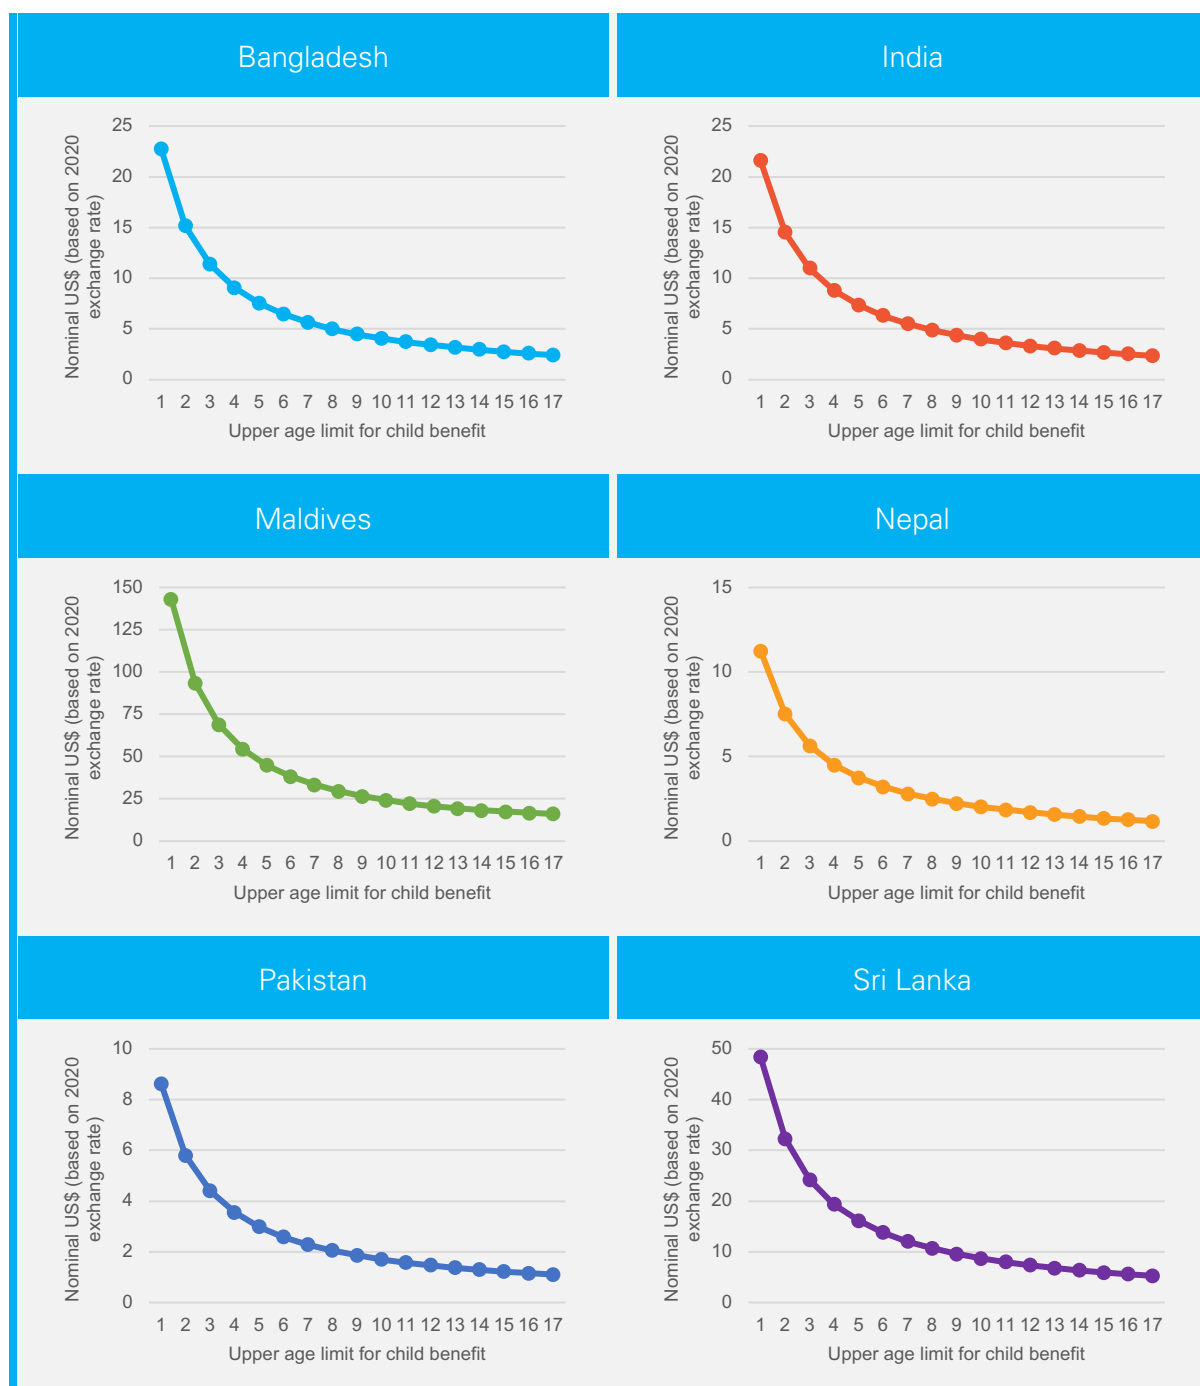 Bangladesh
Nominal US$ (based on 2020
exchange rate)
25
20
15
10
5
0
1 2 3 4 5 6 7 8 9 10 11 12 13 14 15 16 17
Upper age limit for child benefit
India
Nominal US$ (based on 2020
exchange rate)
25
20
15
10
5
0
1 2 3 4 5 6 7 8 9 10 11 12 13 14 15 16 17
Upper age limit for child benefit
Maldives
Nominal US$ (based on 2020
exchange rate)
150
125
100
75
50
25
0
1 2 3 4 5 6 7 8 9 10 11 12 13 14 15 16 17
Upper age limit for child benefit
Nepal
Nominal US$ (based on 2020
exchange rate)
15
10
5
0
1 2 3 4 5 6 7 8 9 10 11 12 13 14 15 16 17
Upper age limit for child benefit
Pakistan
Nominal US$ (based on 2020
exchange rate)
10
8
6
4
2
0
1 2 3 4 5 6 7 8 9 10 11 12 13 14 15 16 17
Upper age limit for child benefit
Sri Lanka
Nominal US$ (based on 2020
exchange rate)
50
40
30
20
10
0
1 2 3 4 5 6 7 8 9 10 11 12 13 14 15 16 17
Upper age limit for child benefit